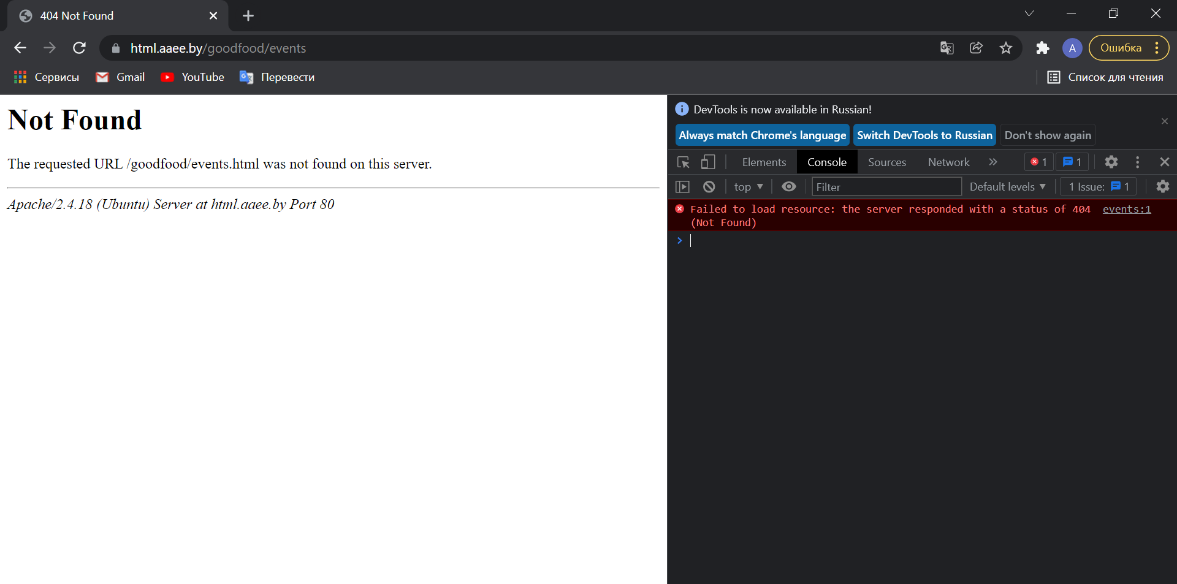 404 Not Found
html.aaee.by/goodfood/events
A
Ошибка
Сервисы
Gmail
YouTube
Перевести
Список для чтения
Not Found
The requested URL /goodfood/events.html was not found on this server.
Apache/2.4.18 (Ubuntu) Server at html.aaee.by Port 80
DevTools is now available in Russian!
Always match Chrome's language
Switch DevTools to Russian
Don't show again
Elements
Console
Sources
Network
1
1
top
Filter
Default levels
1 Issue:
1
Failed to load resource: the server responded with a status of 404
events:1
(Not Found)